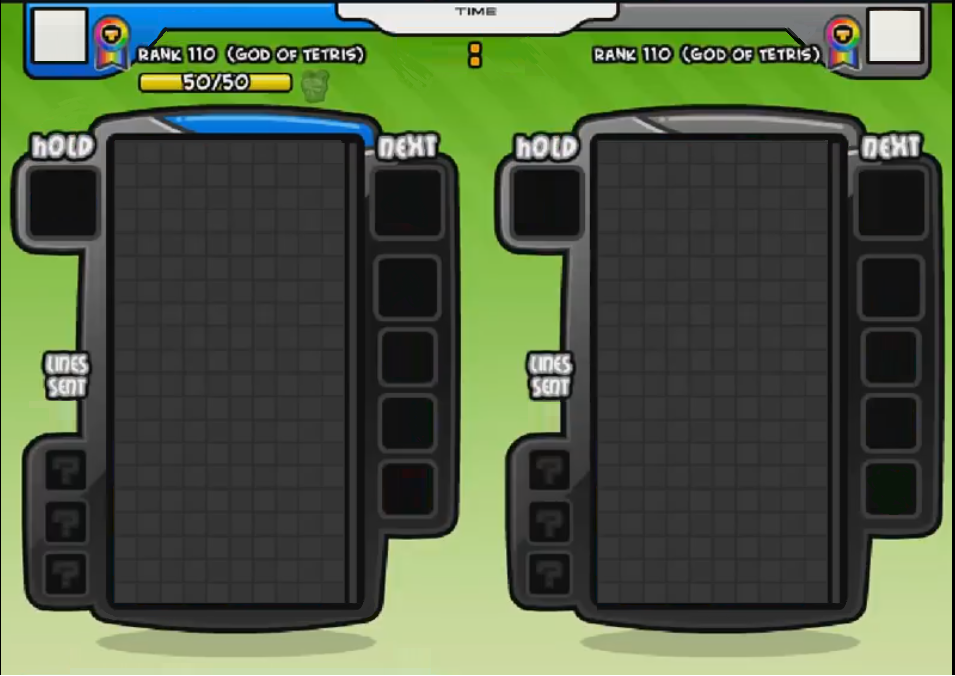 TIME
RANK 110 (GOD OF TETRIS)
RANK 110 (GOD OF TETRIS)
50/50
HOLD
NEXT
HOLD
NEXT
LINES
SENT
LINES
SENT
?
?
?
?
?
?